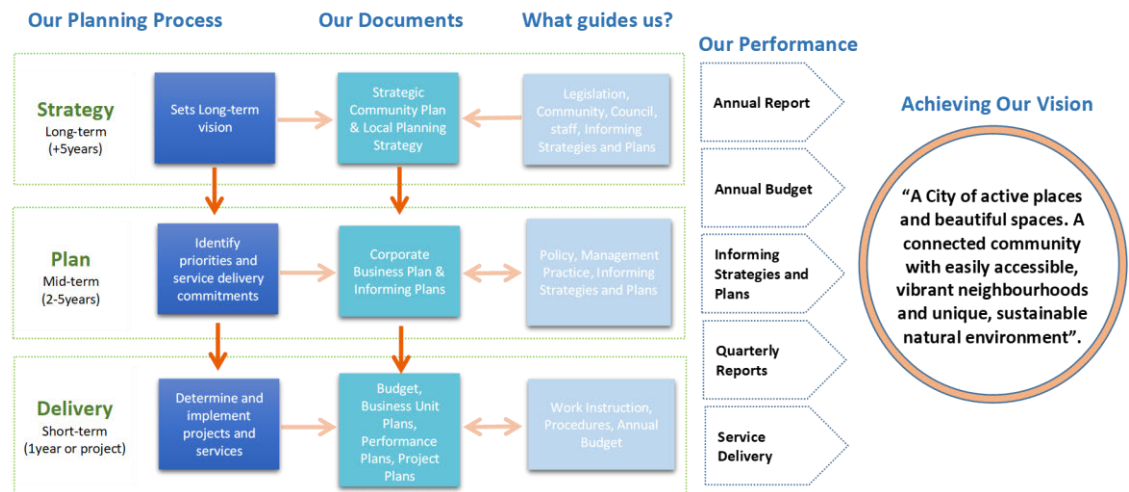 Our Planning Process
Our Documents
What guides us?
Our Performance
Achieving Our Vision
Strategy
Long-term
(+5years)
Sets Long-term
vision
Strategic
Community Plan
& Local Planning
Strategy
Legislation,
Community, Council,
staff, Informing
Strategies and Plans
Plan
Mid-term
(2-5years)
Identify
priorities and
service delivery
commitments
Corporate
Business Plan &
Informing Plans
Policy, Management
Practice, Informing
Strategies and Plans
Delivery
Short-term
(1year or project)
Determine and
implement
projects and
services
Budget,
Business Unit
Plans,
Performance
Plans, Project
Plans
Work Instruction,
Procedures, Annual
Budget
Annual Report
Annual Budget
Informing
Strategies and
Plans
Quarterly
Reports
Service
Delivery
“A City of active places
and beautiful spaces. A
connected community
with easily accessible,
vibrant neighbourhoods
and unique, sustainable
natural environment”.